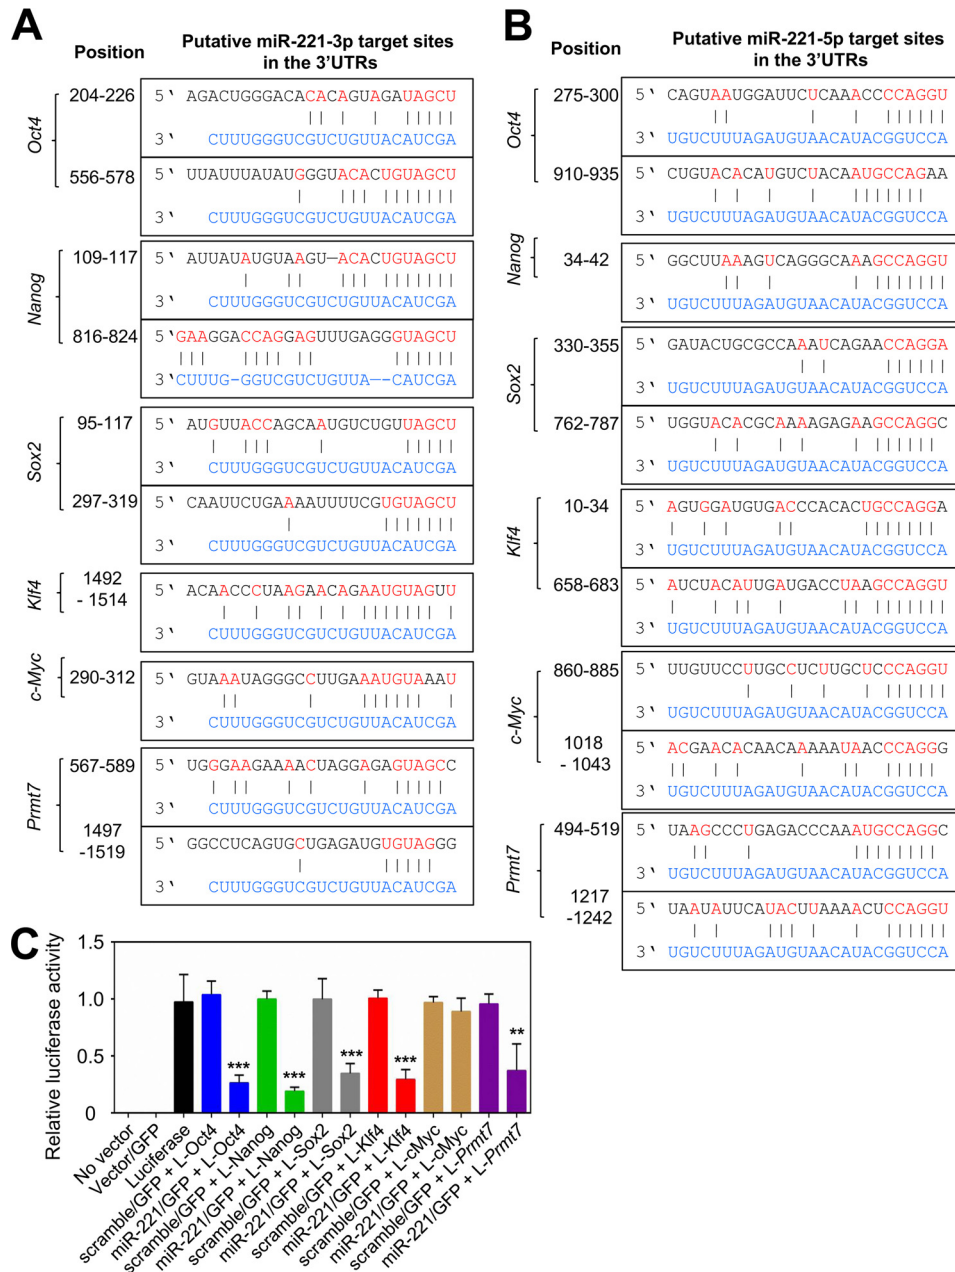 A
Position
Putative miR-221-3p target sites
in the 3'UTRs
Oct4
204-226
5‛ AGACUGGGACACACAGUAGAUAGCU
3‛ CUUUGGGUCGUCUGUUACAUCGA
556-578
5‛ UUAUUUAUAUGGGUACACUGUAGCU
3‛ CUUUGGGUCGUCUGUUACAUCGA
Nanog
109-117
5‛ AUUAUAUGUAAGU–ACACUGUAGCU
3‛ CUUUGGGUCGUCUGUUACAUCGA
816-824
5‛ GAAGGACCAGGAGUUUGAGGGUAGCU
3‛ CUUUG–GGUCGUCUGUUA––CAUCGA
Sox2
95-117
5‛ AUGUUACCAGCAAUGUCUGUUAGCU
3‛ CUUUGGGUCGUCUGUUACAUCGA
297-319
5‛ CAAUUCUGAAAAUUUUCGUGUAGCU
3‛ CUUUGGGUCGUCUGUUACAUCGA
Klf4
1492
- 1514
5‛ ACAACCCUAAGAACAGAAUGUAGUU
3‛ CUUUGGGUCGUCUGUUACAUCGA
c-Myc
290-312
5‛ GUAAAUAGGGCCUUGAAAUGUAAAU
3‛ CUUUGGGUCGUCUGUUACAUCGA
Prmt7
567-589
5‛ UGGGAAGAAAACUAGGAGAGUAGCC
3‛ CUUUGGGUCGUCUGUUACAUCGA
1497
-1519
5‛ GGCCUCAGUGCUGAGAUGUGUAGGG
3‛ CUUUGGGUCGUCUGUUACAUCGA
B
Position
Putative miR-221-5p target sites
in the 3'UTRs
Oct4
275-300
5‛ CAGUAAUGGAUUCUCAAACCCCAGGU
3‛ UGUCUUUAGAUGUAACAUACGGUCCA
910-935
5‛ CUGUACACAUGUCUACAAUGCCAGAA
3‛ UGUCUUUAGAUGUAACAUACGGUCCA
Nanog
34-42
5‛ GGCUUAAAGUCAGGGCAAAGCCAGGU
3‛ UGUCUUUAGAUGUAACAUACGGUCCA
Sox2
330-355
5‛ GAUACUGCGCCAAAUCAGAACCAGGA
3‛ UGUCUUUAGAUGUAACAUACGGUCCA
762-787
5‛ UGGUACACGCAAAAGAGAAGCCAGGC
3‛ UGUCUUUAGAUGUAACAUACGGUCCA
Klf4
10-34
5‛ AGUGGAUGUGACCCACACUGCCAGGA
3‛ UGUCUUUAGAUGUAACAUACGGUCCA
658-683
5‛ AUCUACAUUGAUGACCUAAGCCAGGU
3‛ UGUCUUUAGAUGUAACAUACGGUCCA
c-Myc
860-885
5‛ UUGUUCCUUGCCUCUUGCUCCCAGGU
3‛ UGUCUUUAGAUGUAACAUACGGUCCA
1018
- 1043
5‛ ACGAACACAACAAAAAUAACCCAGGG
3‛ UGUCUUUAGAUGUAACAUACGGUCCA
Prmt7
494-519
5‛ UAAGCCCUGAGACCCAAAUGCCAGGC
3‛ UGUCUUUAGAUGUAACAUACGGUCCA
1217
-1242
5‛ UAAUAUUCAUACUUAAAACUCCAGGU
3‛ UGUCUUUAGAUGUAACAUACGGUCCA
C
Relative luciferase activity
1.5
1.0
0.5
0
***
***
***
***
**
No vector
Vector/GFP
Luciferase
scramble/GFP + L-Oct4
miR-221/GFP + L-Oct4
scramble/GFP + L-Nanog
miR-221/GFP + L-Nanog
scramble/GFP + L-Sox2
miR-221/GFP + L-Sox2
scramble/GFP + L-Klf4
miR-221/GFP + L-Klf4
scramble/GFP + L-cMyc
miR-221/GFP + L-cMyc
scramble/GFP + L-Prmt7
miR-221/GFP + L-Prmt7